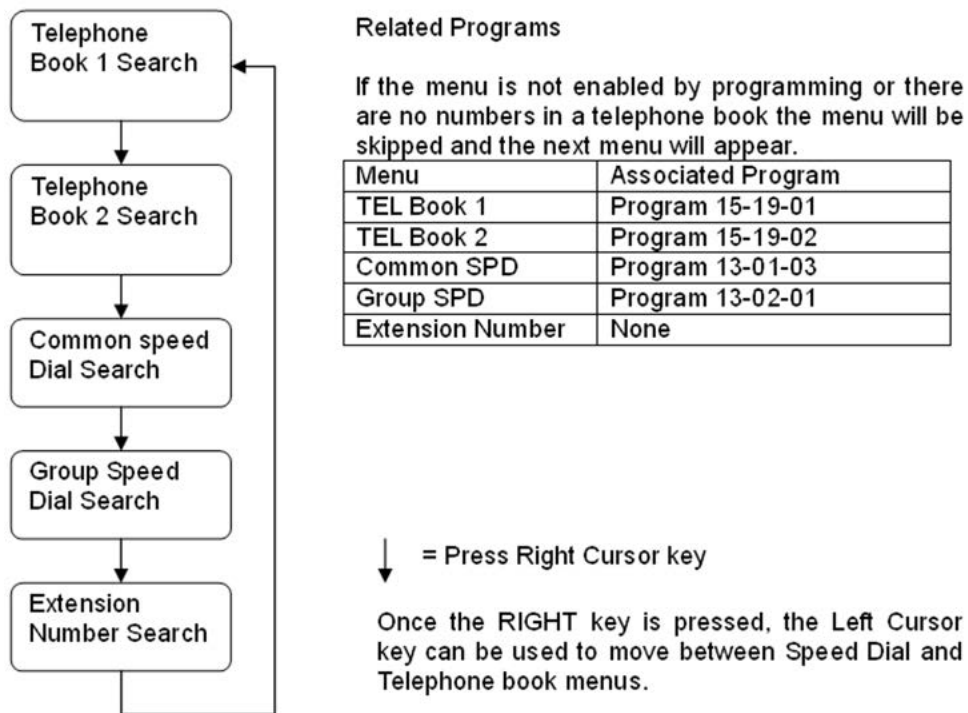 Telephone
Book 1 Search
Telephone
Book 2 Search
Common speed
Dial Search
Group Speed
Dial Search
Extension
Number Search
Related Programs
If the menu is not enabled by programming or there
are no numbers in a telephone book the menu will be
skipped and the next menu will appear.
Menu Associated Program
TEL Book 1 Program 15-19-01
TEL Book 2 Program 15-19-02
Common SPD Program 13-01-03
Group SPD Program 13-02-01
Extension Number None
= Press Right Cursor key
Once the RIGHT key is pressed, the Left Cursor
key can be used to move between Speed Dial and
Telephone book menus.